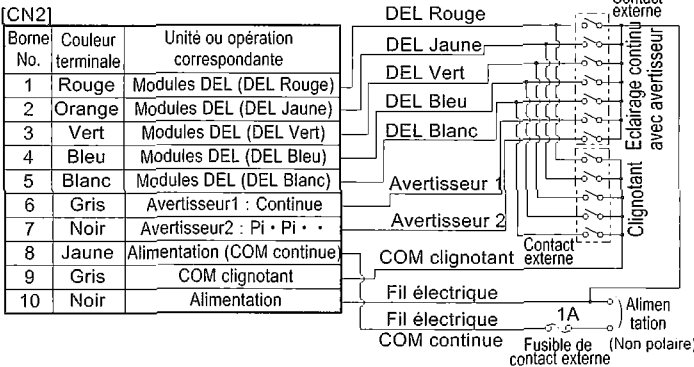 [CN2]
Borne No. Couleur terminale Unité ou opération correspondante
1 Rouge Modules DEL (DEL Rouge)
2 Orange Modules DEL (DEL Jaune)
3 Vert Modules DEL (DEL Vert)
4 Bleu Modules DEL (DEL Bleu)
5 Blanc Modules DEL (DEL Blanc)
6 Gris Avertisseur1 : Continue
7 Noir Avertisseur2 : Pi・Pi・・
8 Jaune Alimentation (COM continue)
9 Gris COM clignotant
10 Noir Alimentation
DEL Rouge
DEL Jaune
DEL Vert
DEL Bleu
DEL Blanc
Avertisseur 1
Avertisseur 2
COM clignotant
Fil électrique
Fil électrique
COM continue
Contact
externe
Eclairage continu
avec avertisseur
Clignotant
Contact
externe
1A
Fusible de
contact externe
Alimen
tation
(Non polaire)